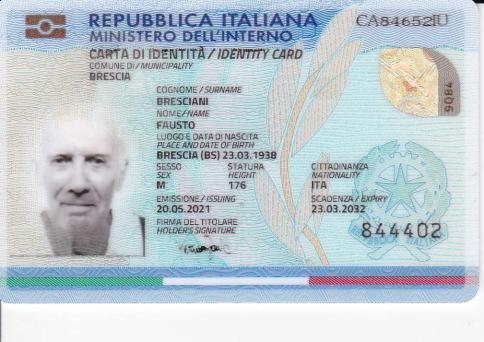 REPUBBLICA ITALIANA
MINISTERO DELL'INTERNO
CA84652IU
CARTA DI IDENTITÀ / IDENTITY CARD
COMUNE DI / MUNICIPALITY
BRESCIA
COGNOME / SURNAME
BRESCIANI
NOME / NAME
FAUSTO
LUOGO E DATA DI NASCITA
PLACE AND DATE OF BIRTH
BRESCIA (BS) 23.03.1938
SESSO STATURA CITTADINANZA
SEX HEIGHT NATIONALITY
M 176 ITA
EMISSIONE / ISSUING SCADENZA / EXPIRY
20.05.2021 23.03.2032
FIRMA DEL TITOLARE
HOLDER'S SIGNATURE
844402